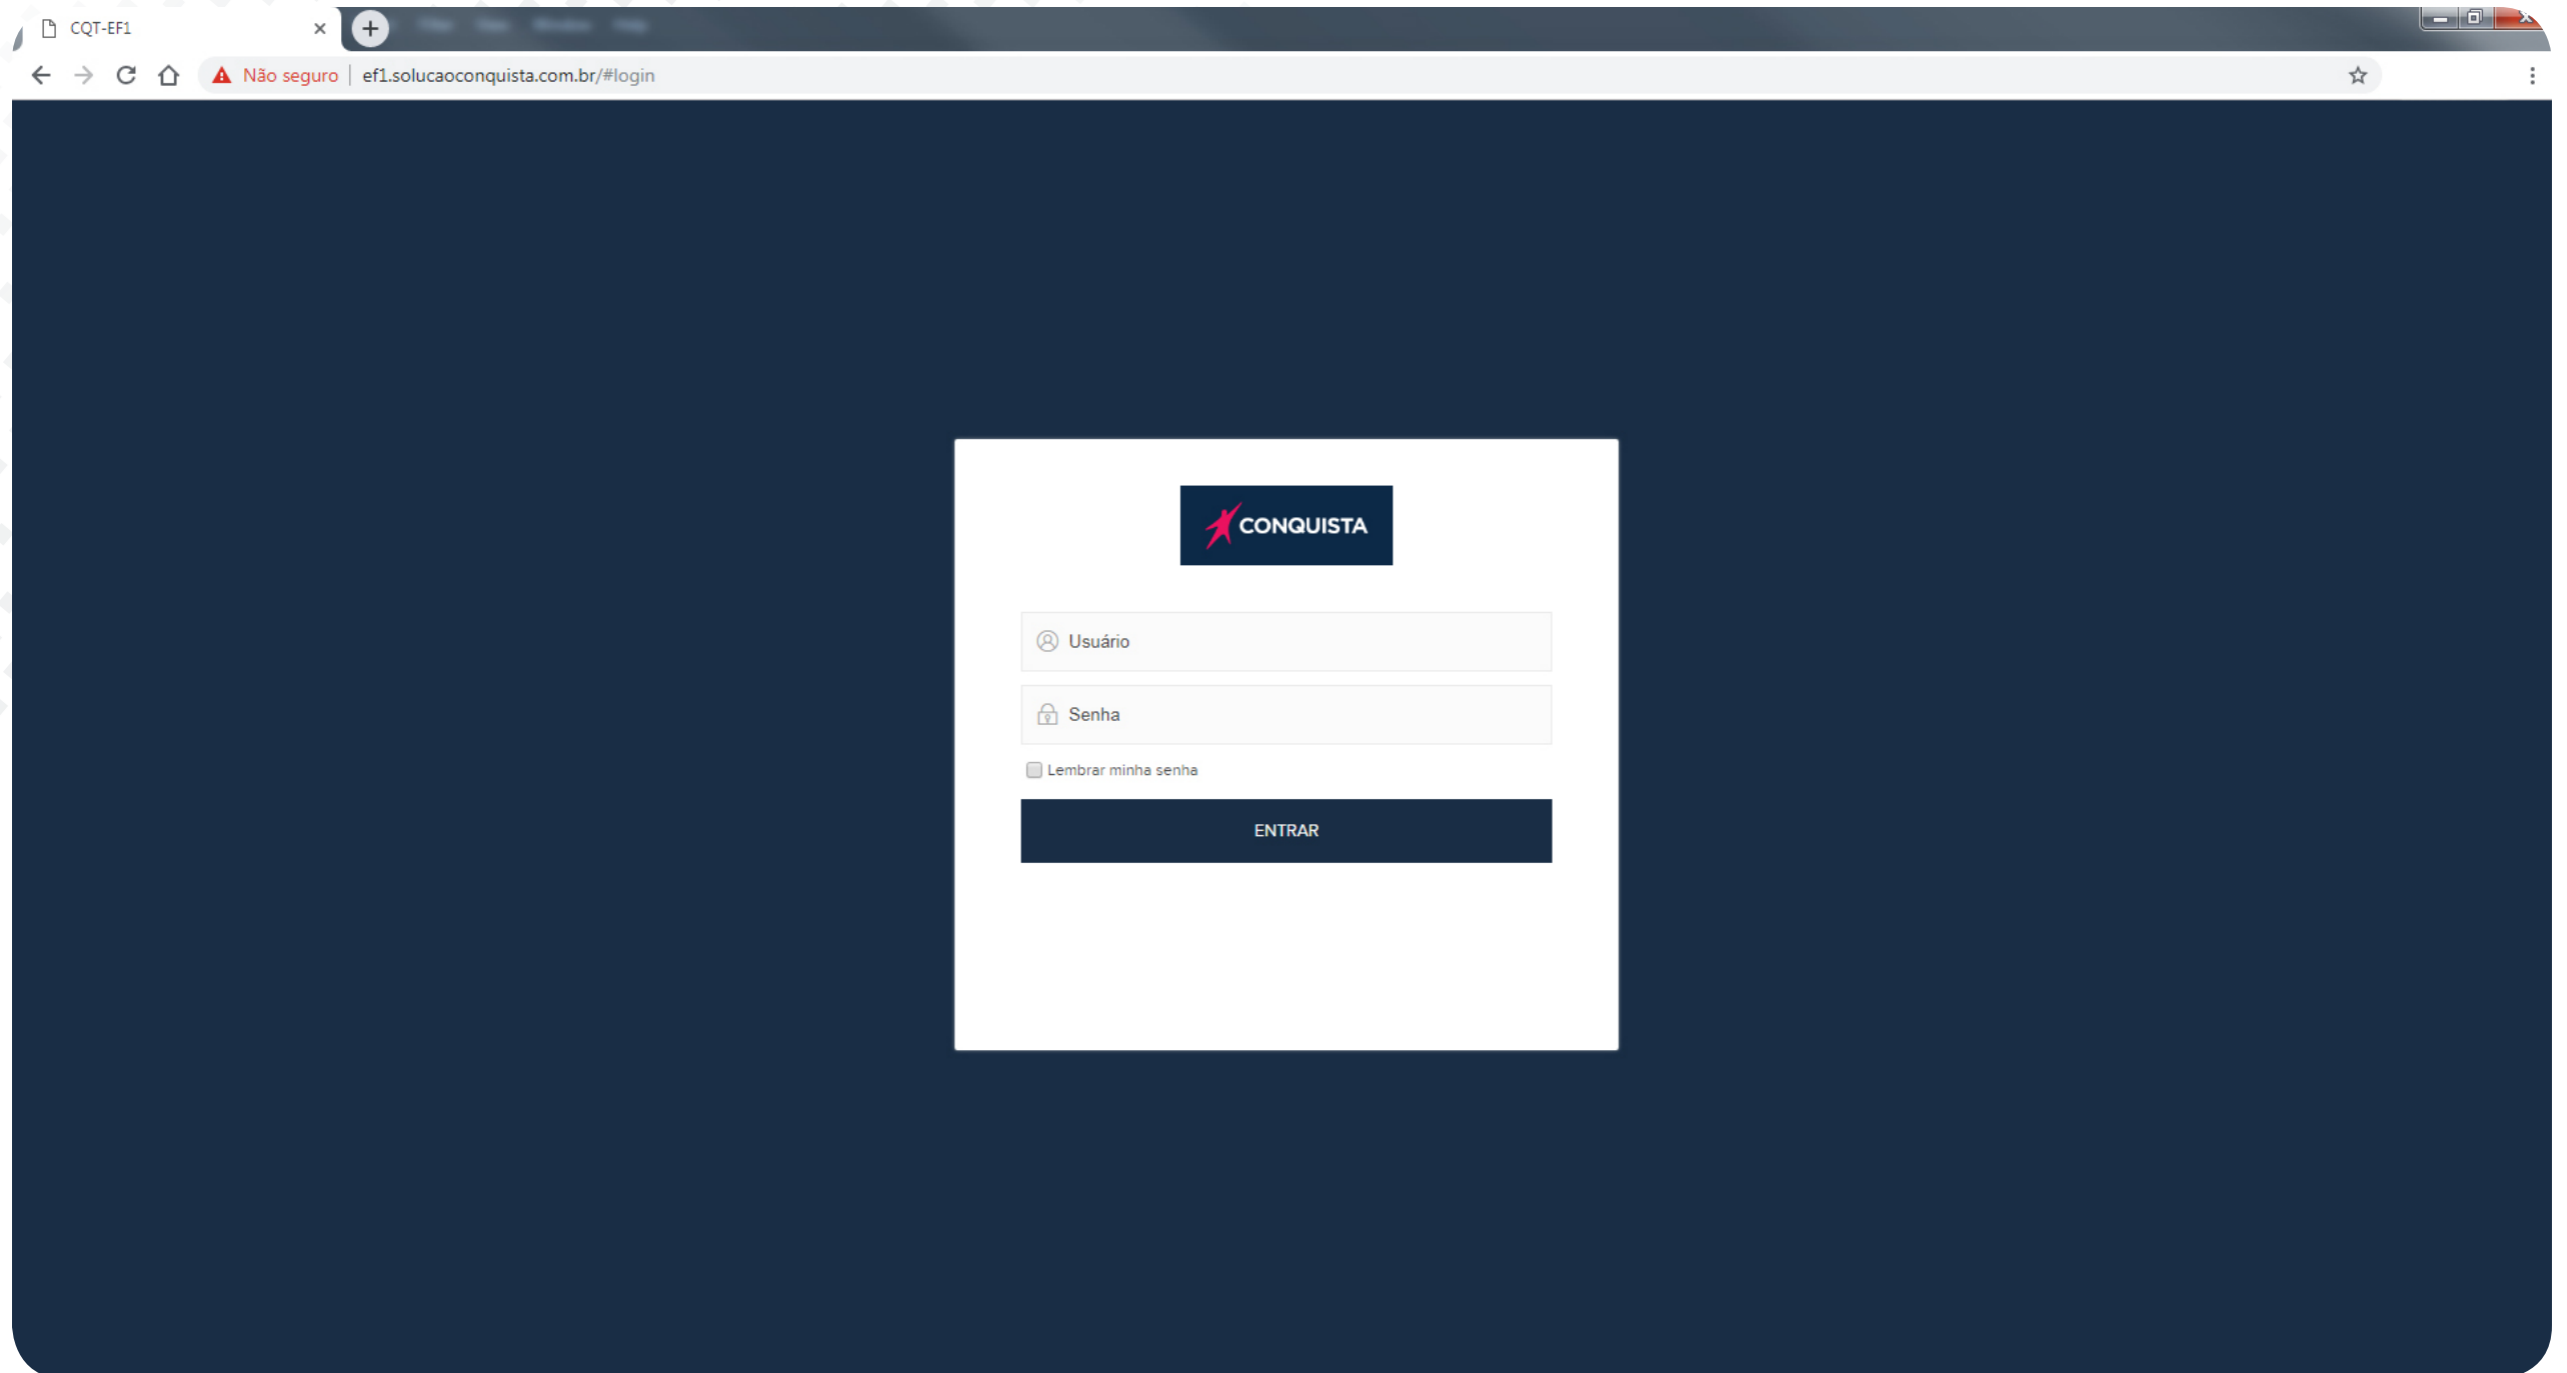 CQT-EF1
Não seguro | ef1.solucaoconquista.com.br/#login
CONQUISTA
Usuário
Senha
Lembrar minha senha
ENTRAR